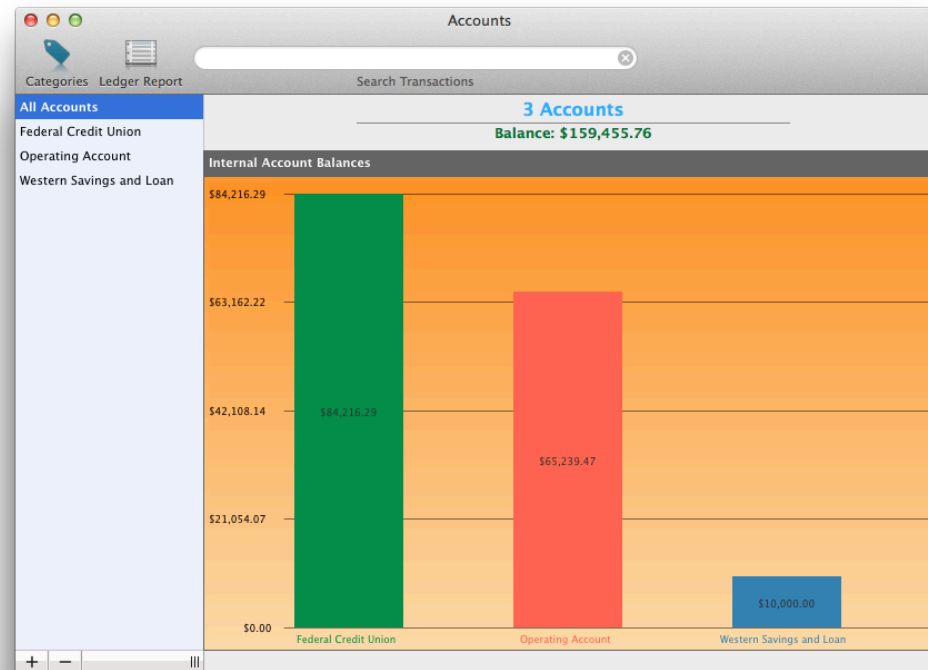 Accounts
Categories Ledger Report
Search Transactions
All Accounts
Federal Credit Union
Operating Account
Western Savings and Loan
3 Accounts
Balance: $159,455.76
Internal Account Balances
$84,216.29
$63,162.22
$42,108.14
$21,054.07
$0.00
$84,216.29
$65,239.47
$10,000.00
Federal Credit Union
Operating Account
Western Savings and Loan